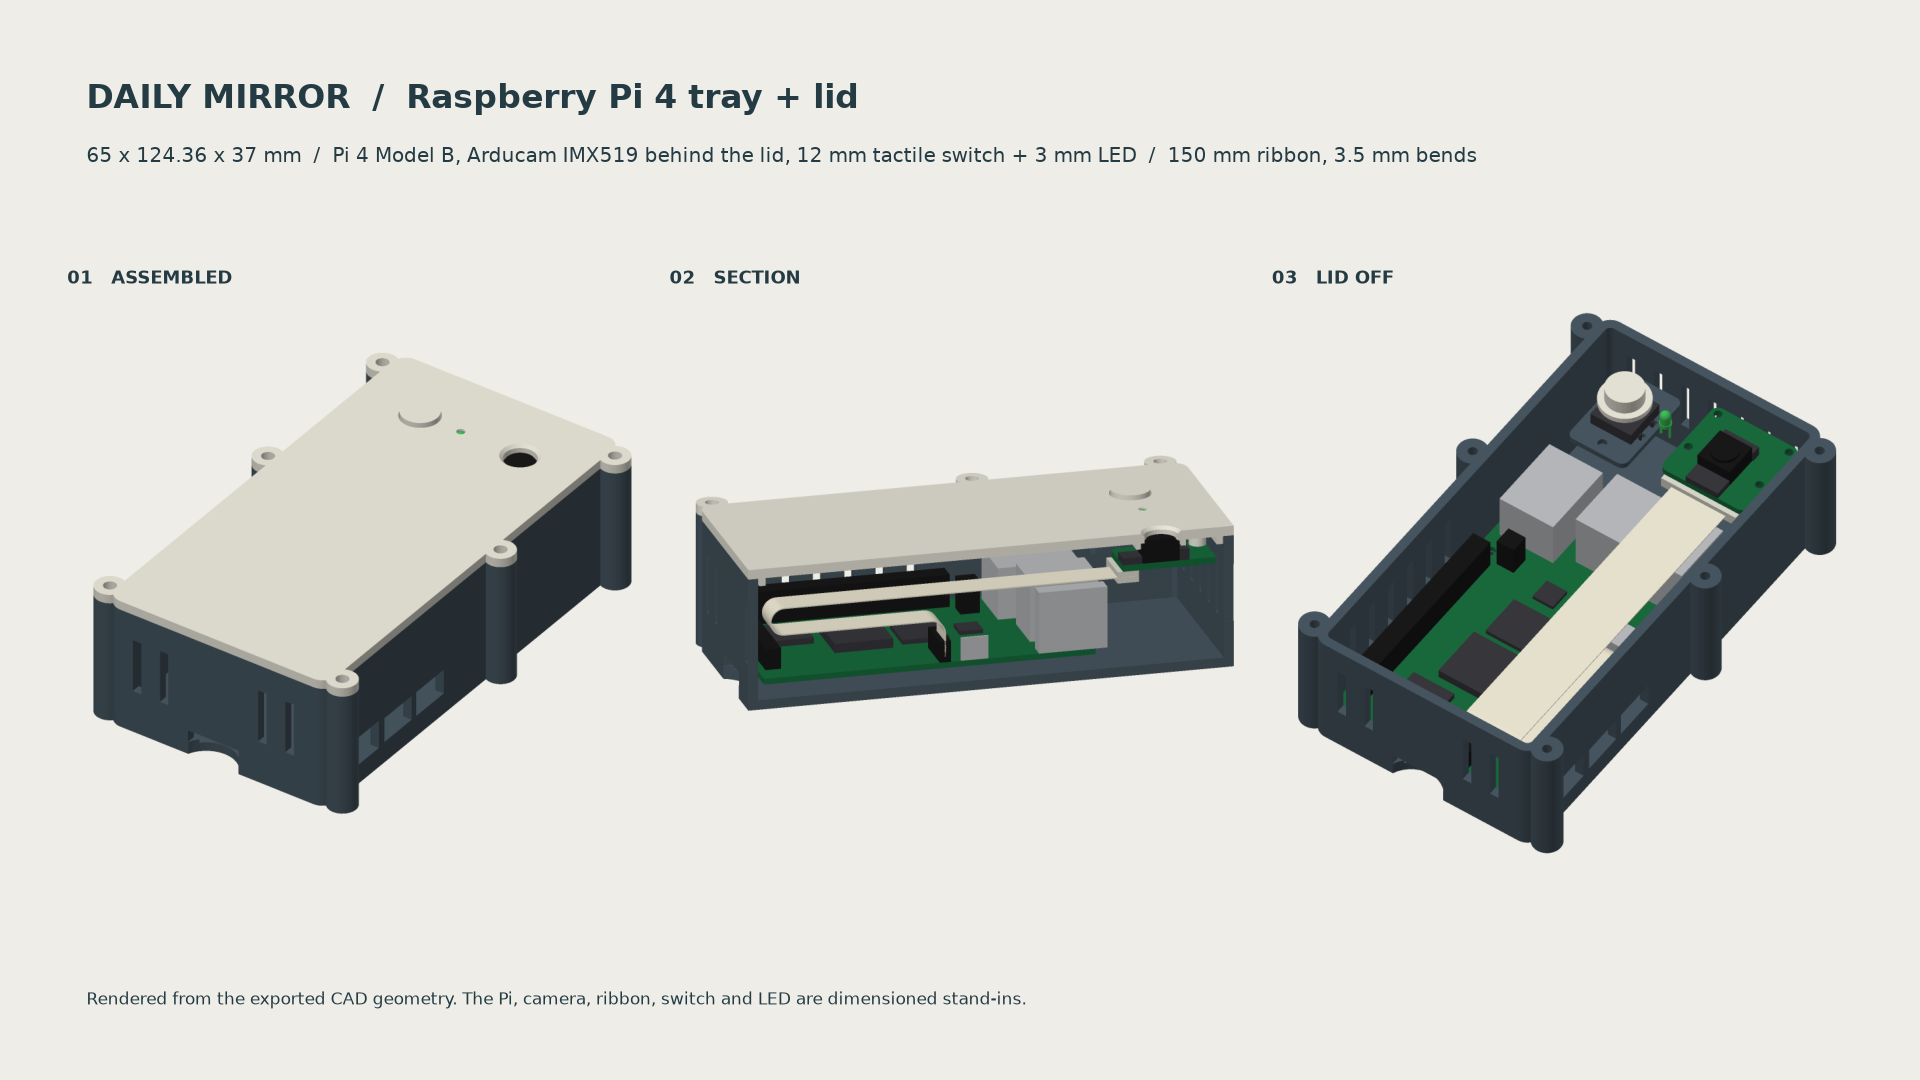 DAILY MIRROR / Raspberry Pi 4 tray + lid
65 x 124.36 x 37 mm / Pi 4 Model B, Arducam IMX519 behind the lid, 12 mm tactile switch + 3 mm LED / 150 mm ribbon, 3.5 mm bends
01 ASSEMBLED
02 SECTION
03 LID OFF
Rendered from the exported CAD geometry. The Pi, camera, ribbon, switch and LED are dimensioned stand-ins.